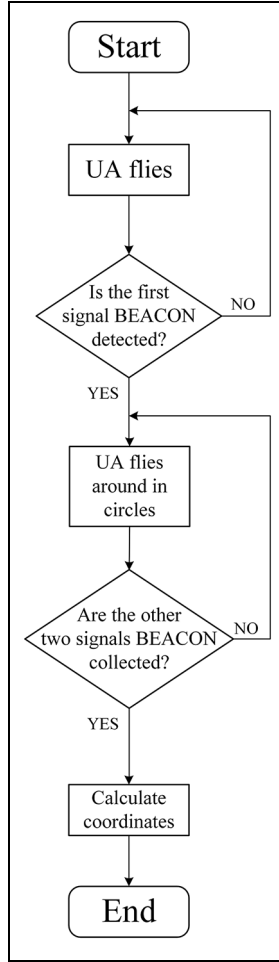 Start
UA flies
Is the first
signal BEACON
detected?
NO
YES
UA flies
around in
circles
Are the other
two signals BEACON
collected?
NO
YES
Calculate
coordinates
End